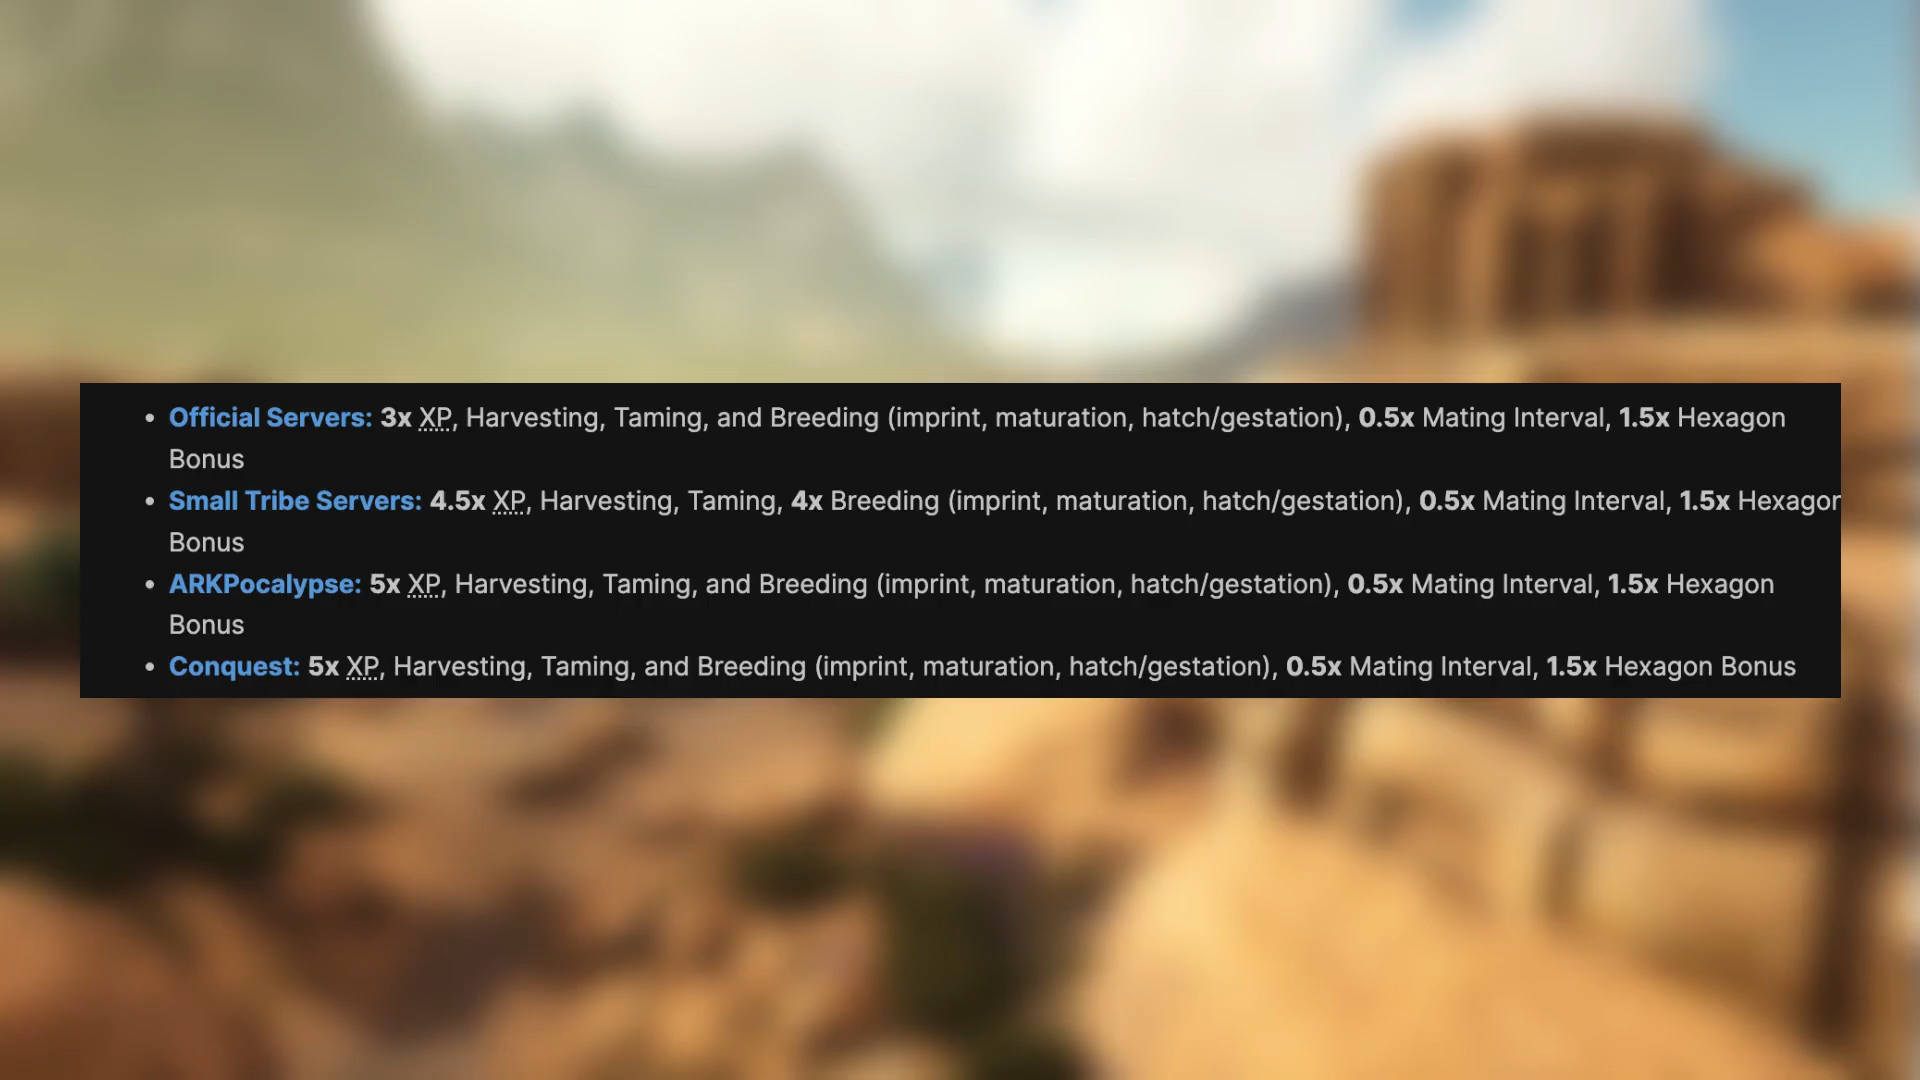 • Official Servers: 3x XP, Harvesting, Taming, and Breeding (imprint, maturation, hatch/gestation), 0.5x Mating Interval, 1.5x Hexagon
Bonus
• Small Tribe Servers: 4.5x XP, Harvesting, Taming, 4x Breeding (imprint, maturation, hatch/gestation), 0.5x Mating Interval, 1.5x Hexagon
Bonus
• ARKPocalypse: 5x XP, Harvesting, Taming, and Breeding (imprint, maturation, hatch/gestation), 0.5x Mating Interval, 1.5x Hexagon
Bonus
• Conquest: 5x XP, Harvesting, Taming, and Breeding (imprint, maturation, hatch/gestation), 0.5x Mating Interval, 1.5x Hexagon Bonus